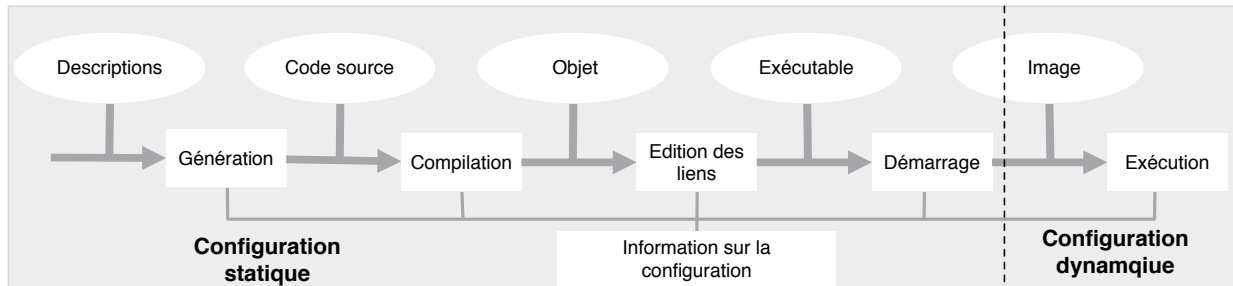 Descriptions
Code source
Objet
Exécutable
Image
Génération
Compilation
Edition des
liens
Démarrage
Exécution
Configuration
statique
Information sur la
configuration
Configuration
dynamqiue